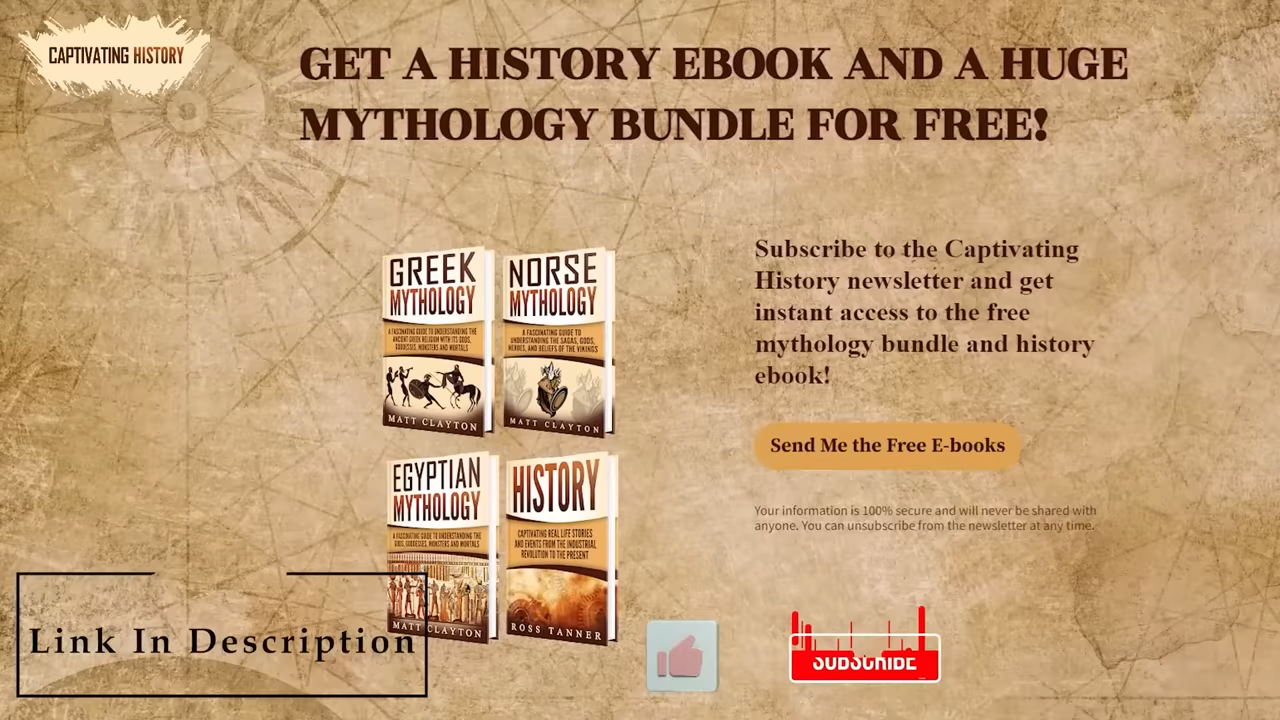 CAPTIVATING HISTORY
GET A HISTORY EBOOK AND A HUGE
MYTHOLOGY BUNDLE FOR FREE!
GREEK
MYTHOLOGY
A FASCINATING GUIDE TO UNDERSTANDING THE
ANCIENT GREEK RELIGION WITH ITS GODS,
GODDESSES, MONSTERS AND MORTALS
MATT CLAYTON
NORSE
MYTHOLOGY
A FASCINATING GUIDE TO
UNDERSTANDING THE SAGAS, GODS,
HEROES, AND BELIEFS OF THE VIKINGS
MATT CLAYTON
EGYPTIAN
MYTHOLOGY
A FASCINATING GUIDE TO UNDERSTANDING THE
GODS, GODDESSES, MONSTERS AND MORTALS
MATT CLAYTON
HISTORY
CAPTIVATING REAL LIFE STORIES
AND EVENTS FROM THE INDUSTRIAL
REVOLUTION TO THE PRESENT
ROSS TANNER
Subscribe to the Captivating
History newsletter and get
instant access to the free
mythology bundle and history
ebook!
Send Me the Free E-books
Your information is 100% secure and will never be shared with
anyone. You can unsubscribe from the newsletter at any time.
Link In Description